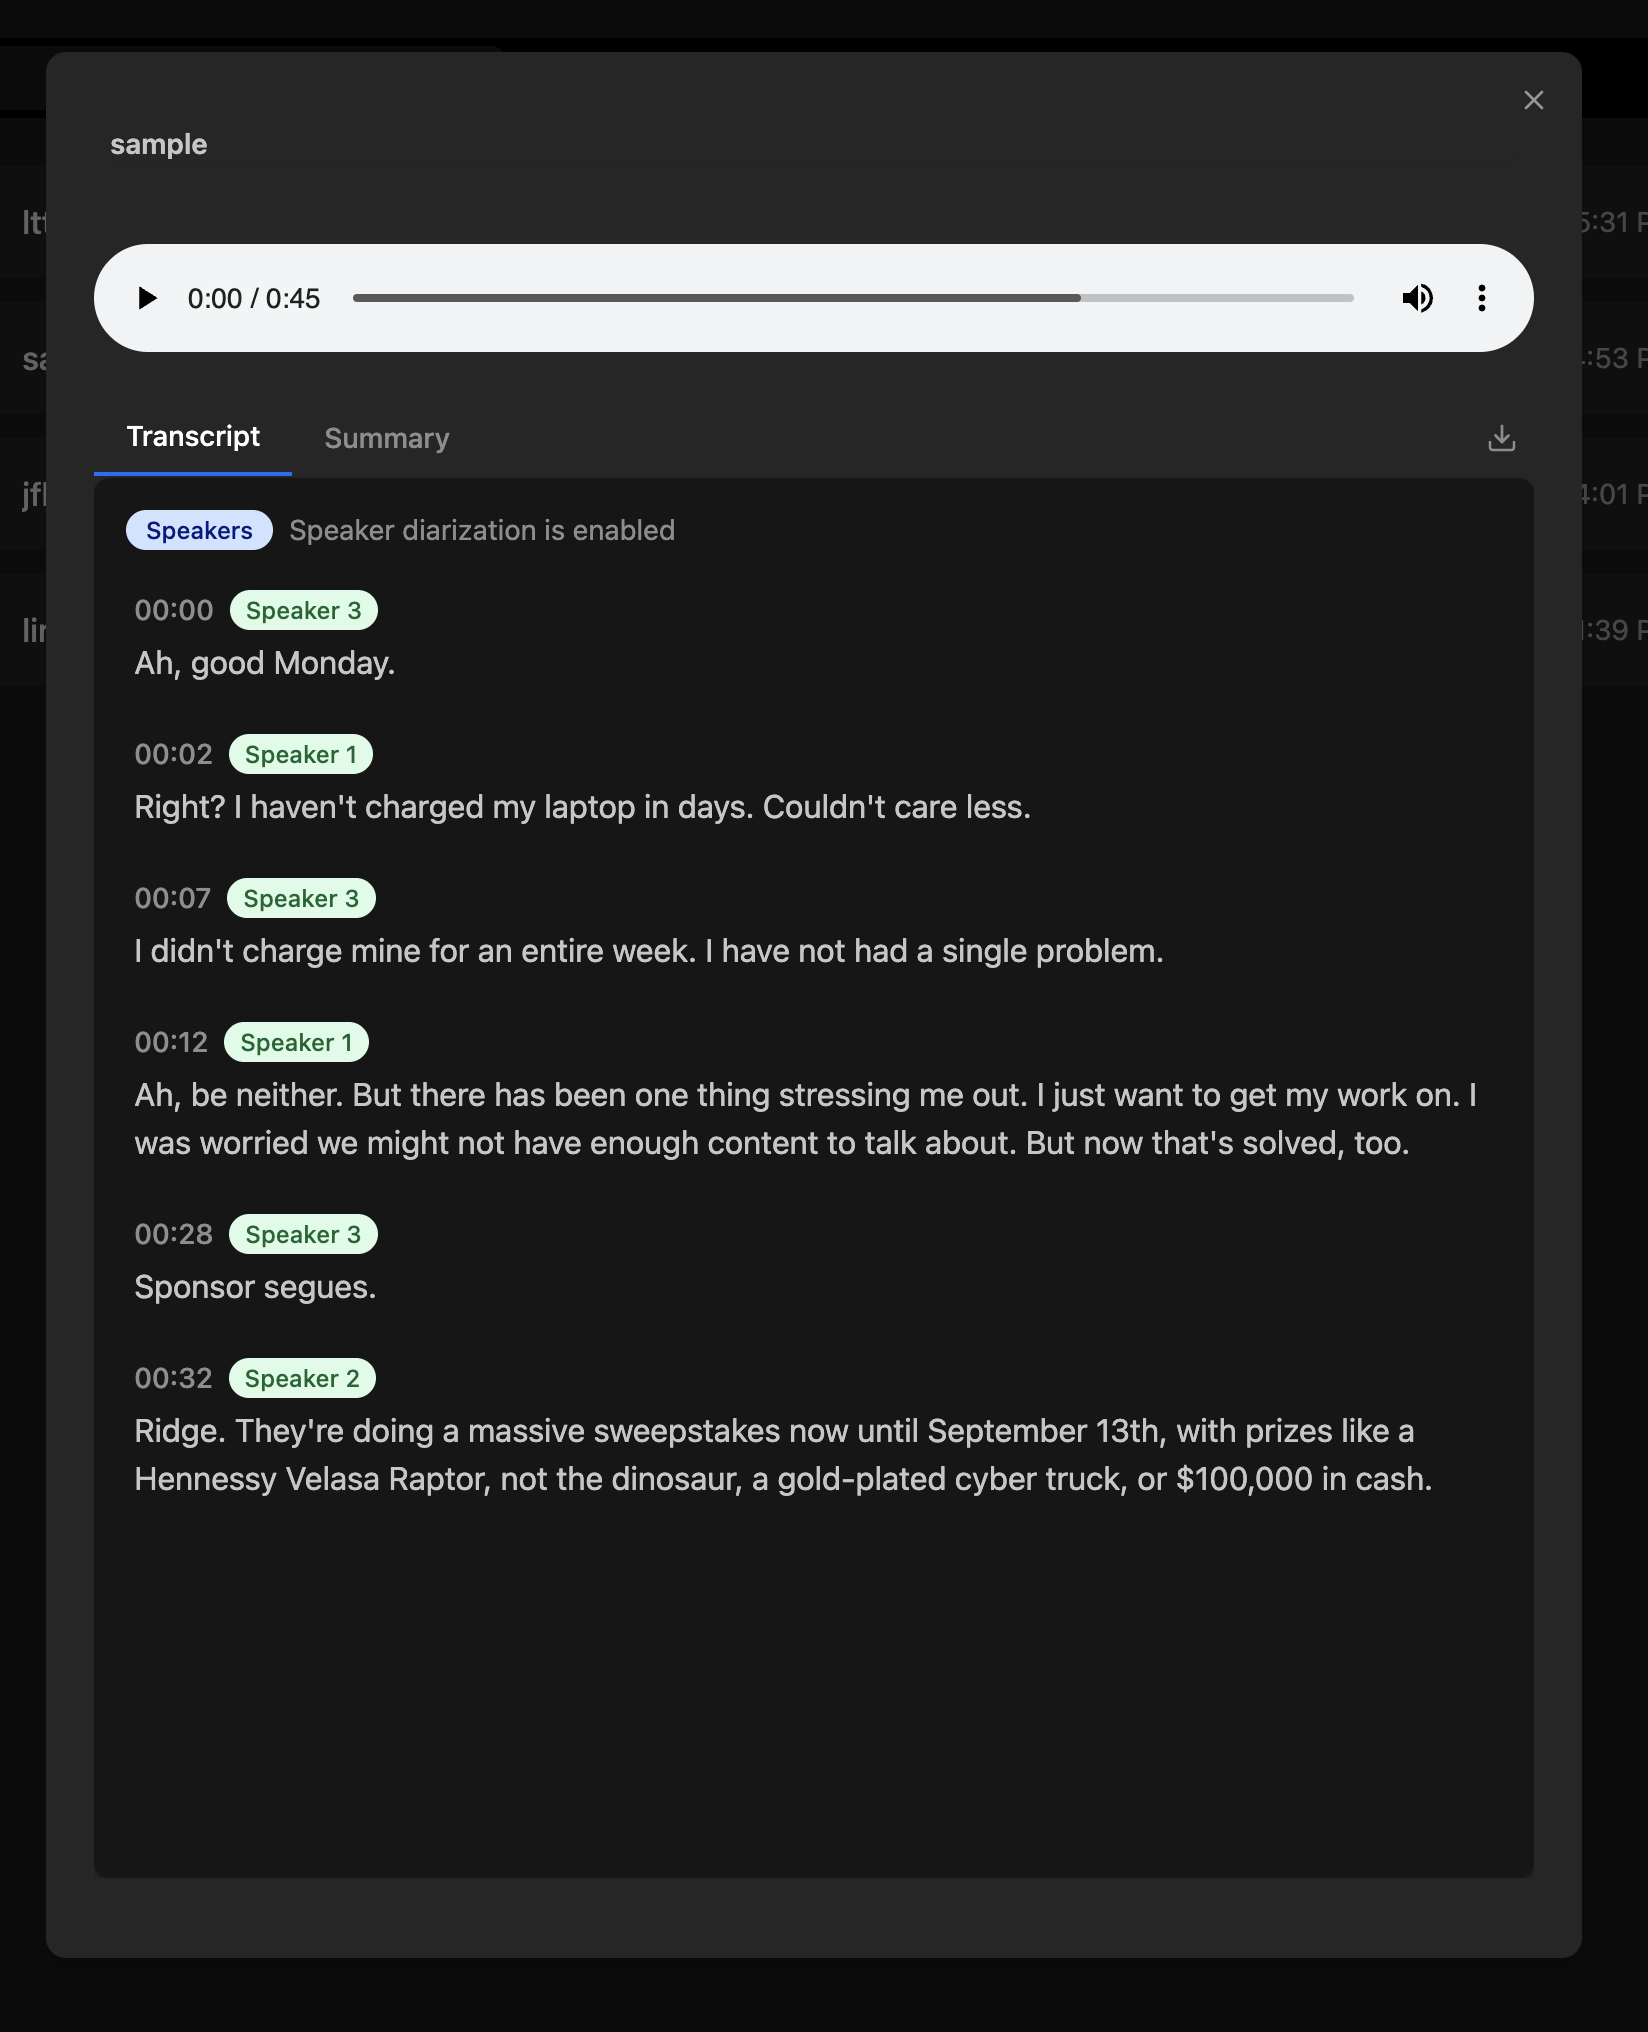 sample
0:00 / 0:45
Transcript
Summary
Speakers Speaker diarization is enabled
00:00 Speaker 3
Ah, good Monday.
00:02 Speaker 1
Right? I haven't charged my laptop in days. Couldn't care less.
00:07 Speaker 3
I didn't charge mine for an entire week. I have not had a single problem.
00:12 Speaker 1
Ah, be neither. But there has been one thing stressing me out. I just want to get my work on. I
was worried we might not have enough content to talk about. But now that's solved, too.
00:28 Speaker 3
Sponsor segues.
00:32 Speaker 2
Ridge. They're doing a massive sweepstakes now until September 13th, with prizes like a
Hennessy Velasa Raptor, not the dinosaur, a gold-plated cyber truck, or $100,000 in cash.